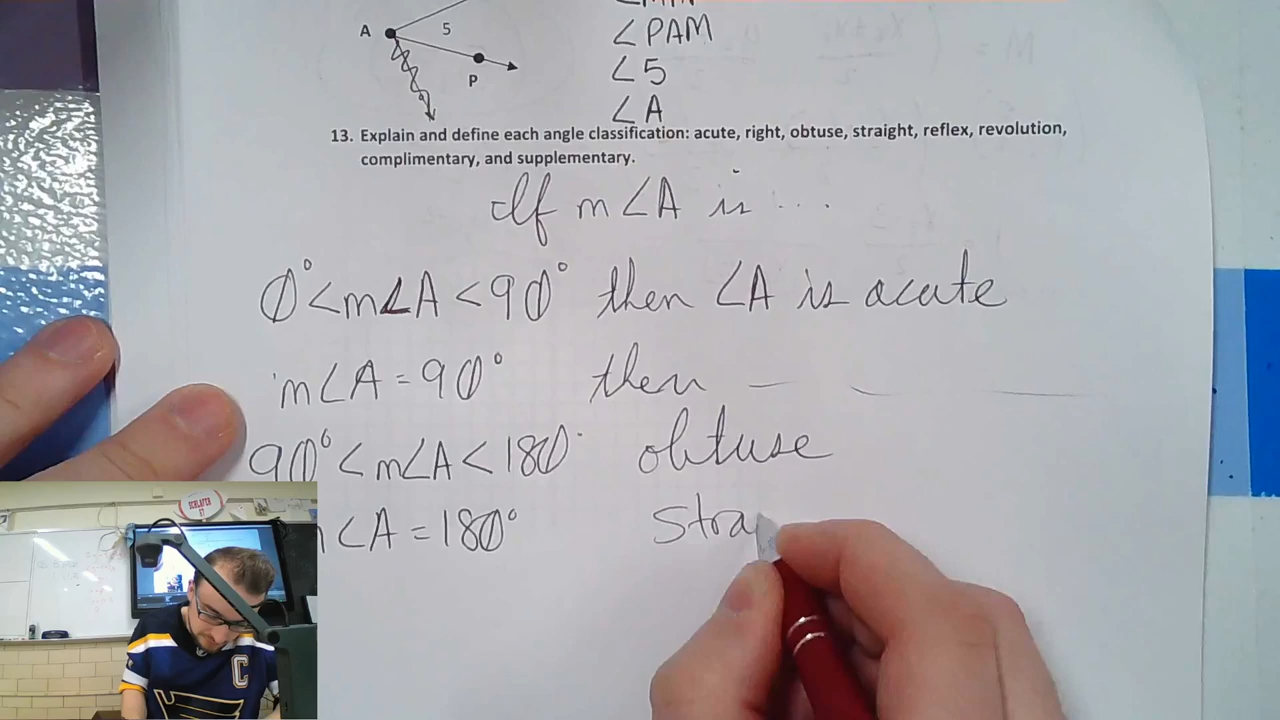 A
5
P
∠PAM
∠5
∠A
13. Explain and define each angle classification: acute, right, obtuse, straight, reflex, revolution,
complimentary, and supplementary.
If m∠A is ...
0° < m∠A < 90° then ∠A is acute
m∠A = 90° then
90° < m∠A < 180° obtuse
m∠A = 180° stra
C